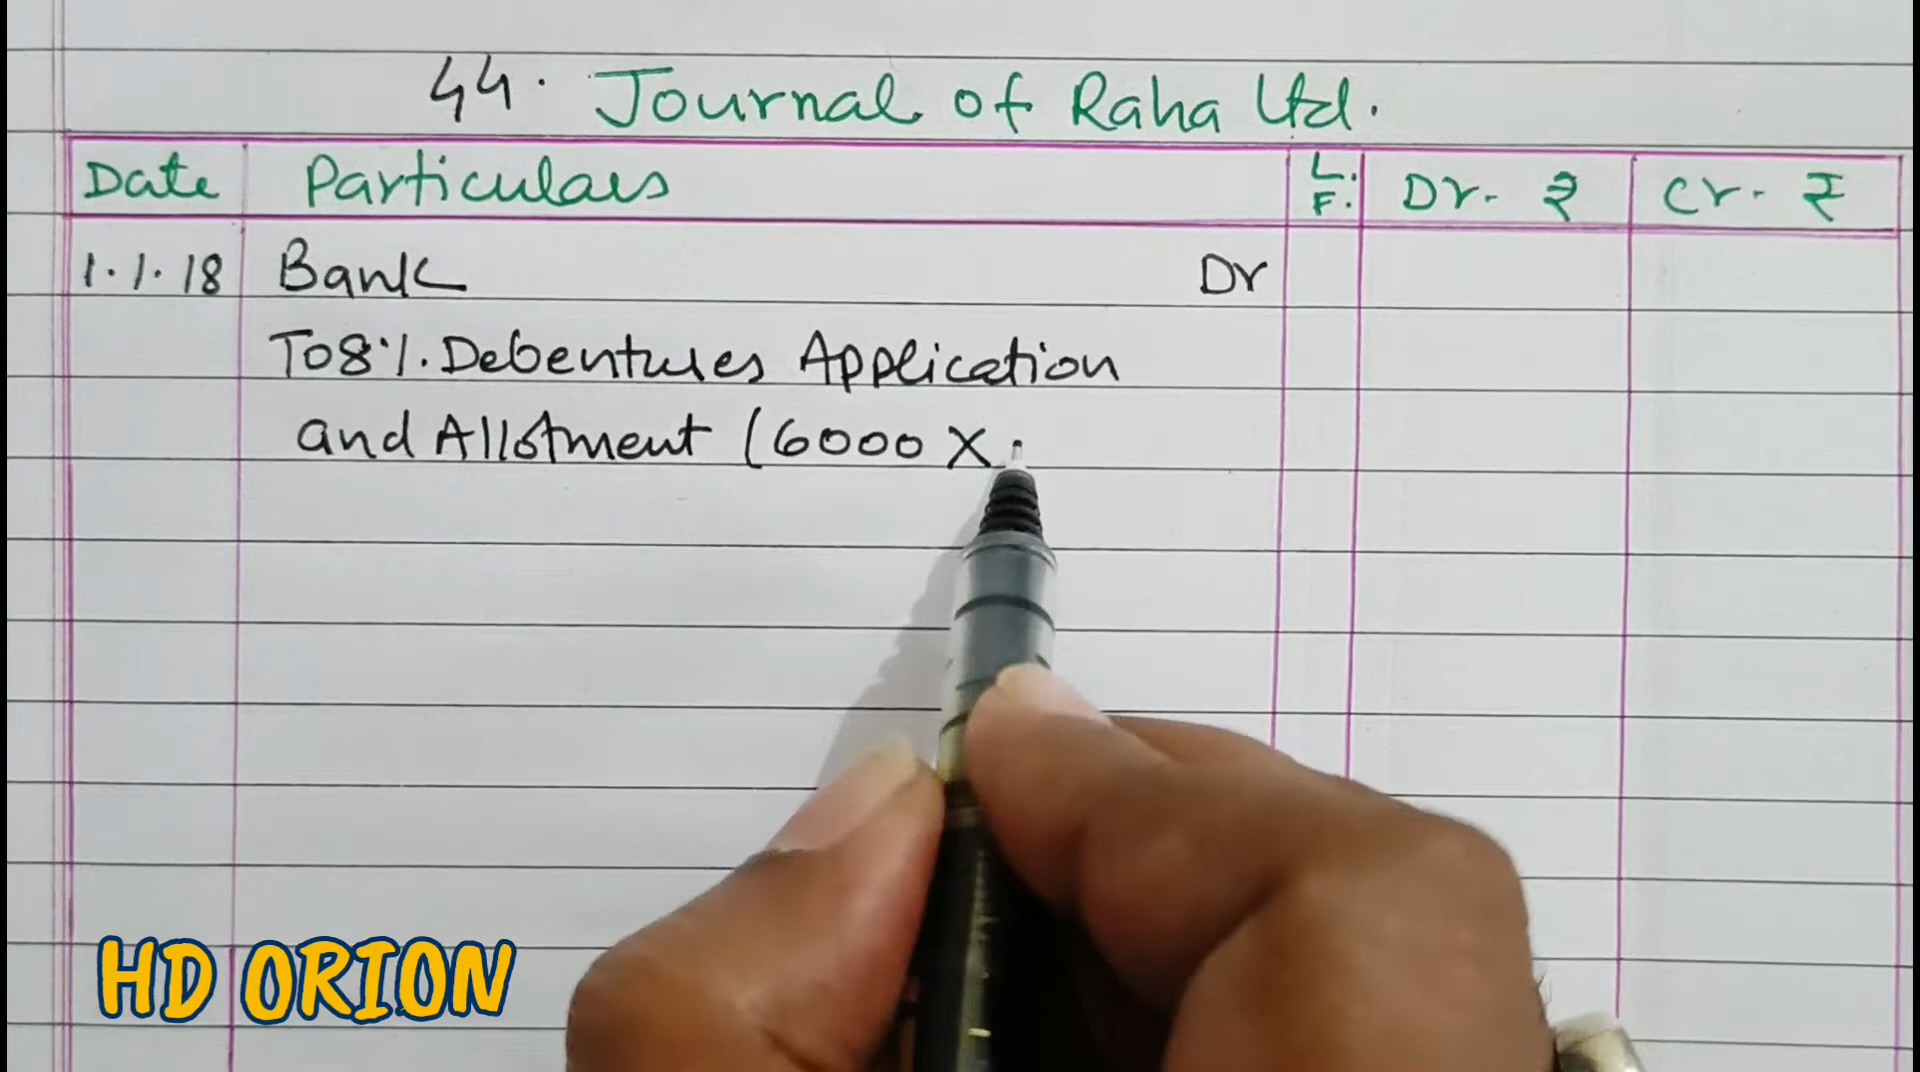 44. Journal of Raha Ltd.
Date Particulars L.F. Dr. ₹ Cr. ₹
1.1.18 Bank Dr
To 8%. Debentures Application
and Allotment (6000 X
HD ORION